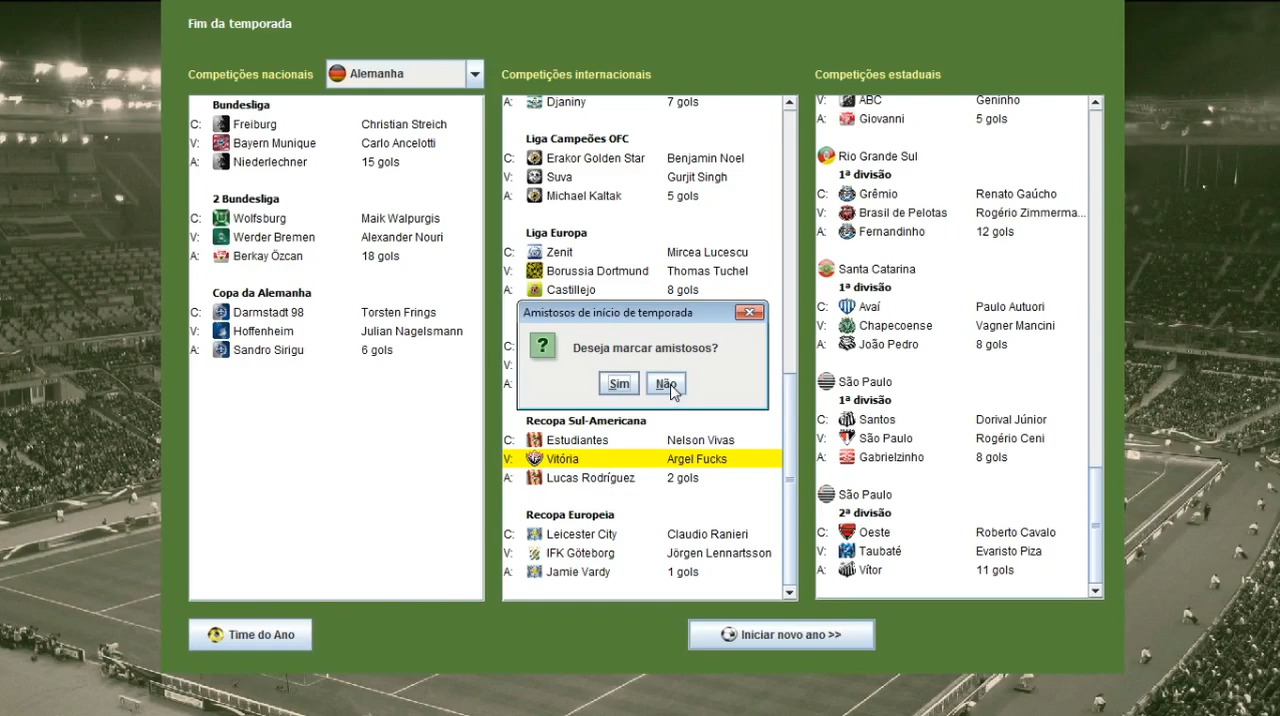 Fim da temporada
Competições nacionais
Alemanha
Bundesliga
C: Freiburg Christian Streich
V: Bayern Munique Carlo Ancelotti
A: Niederlechner 15 gols
2 Bundesliga
C: Wolfsburg Maik Walpurgis
V: Werder Bremen Alexander Nouri
A: Berkay Özcan 18 gols
Copa da Alemanha
C: Darmstadt 98 Torsten Frings
V: Hoffenheim Julian Nagelsmann
A: Sandro Sirigu 6 gols
Time do Ano
Competições internacionais
A: Djaniny 7 gols
Liga Campeões OFC
C: Erakor Golden Star Benjamin Noel
V: Suva Gurjit Singh
A: Michael Kaltak 5 gols
Liga Europa
C: Zenit Mircea Lucescu
V: Borussia Dortmund Thomas Tuchel
A: Castillejo 8 gols
C:
V:
A:
Amistosos de início de temporada
Deseja marcar amistosos?
Sim Não
Recopa Sul-Americana
C: Estudiantes Nelson Vivas
V: Vitória Argel Fucks
A: Lucas Rodríguez 2 gols
Recopa Europeia
C: Leicester City Claudio Ranieri
V: IFK Göteborg Jörgen Lennartsson
A: Jamie Vardy 1 gols
Iniciar novo ano >>
Competições estaduais
V: ABC Geninho
A: Giovanni 5 gols
Rio Grande Sul
1ª divisão
C: Grêmio Renato Gaúcho
V: Brasil de Pelotas Rogério Zimmerma...
A: Fernandinho 12 gols
Santa Catarina
1ª divisão
C: Avaí Paulo Autuori
V: Chapecoense Vagner Mancini
A: João Pedro 8 gols
São Paulo
1ª divisão
C: Santos Dorival Júnior
V: São Paulo Rogério Ceni
A: Gabrielzinho 8 gols
São Paulo
2ª divisão
C: Oeste Roberto Cavalo
V: Taubaté Evaristo Piza
A: Vítor 11 gols